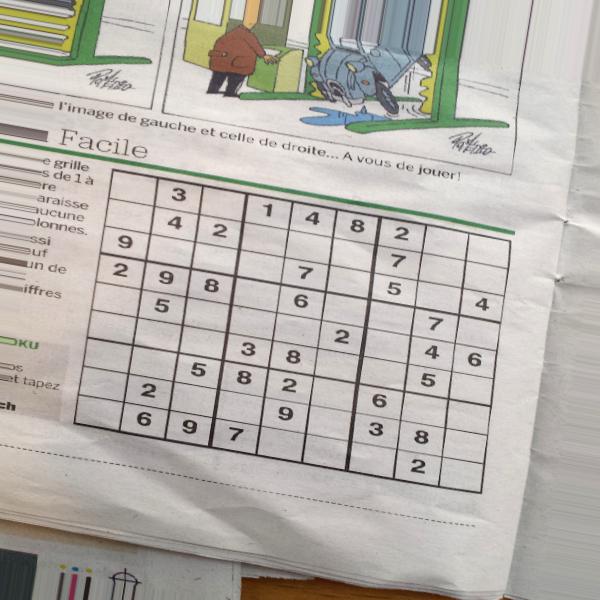 l'image de gauche et celle de droite... A vous de jouer!
Facile
e grille
s de 1 à
re
araisse
aucune
lonnes.
ssi
euf
un de
iffres
KU
os
et tapez
ch
3 1 4 8 2
4 2 7
9 7 5 4
2 9 8 6 7
5 2 4 6
3 8 5
5 8 2 6
2 9 3 8
6 9 7 2